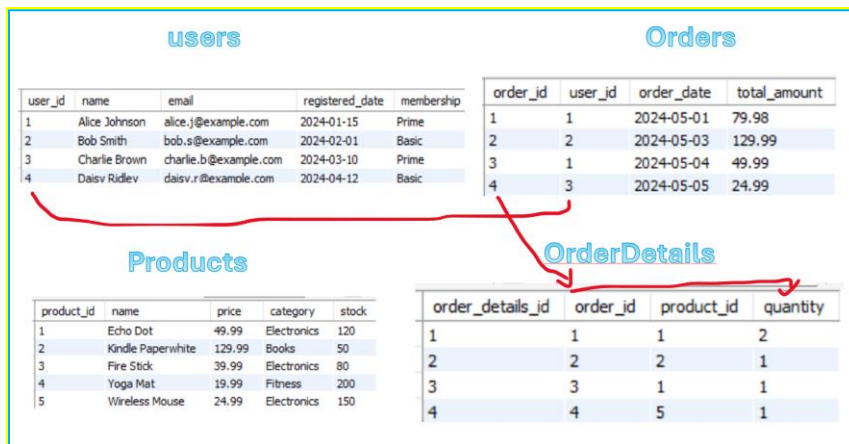 users
user_id name email registered_date membership
1 Alice Johnson alice.j@example.com 2024-01-15 Prime
2 Bob Smith bob.s@example.com 2024-02-01 Basic
3 Charlie Brown charlie.b@example.com 2024-03-10 Prime
4 Daisy Ridley daisy.r@example.com 2024-04-12 Basic
Orders
order_id user_id order_date total_amount
1 1 2024-05-01 79.98
2 2 2024-05-03 129.99
3 1 2024-05-04 49.99
4 3 2024-05-05 24.99
Products
product_id name price category stock
1 Echo Dot 49.99 Electronics 120
2 Kindle Paperwhite 129.99 Books 50
3 Fire Stick 39.99 Electronics 80
4 Yoga Mat 19.99 Fitness 200
5 Wireless Mouse 24.99 Electronics 150
OrderDetails
order_details_id order_id product_id quantity
1 1 1 2
2 2 2 1
3 3 1 1
4 4 5 1